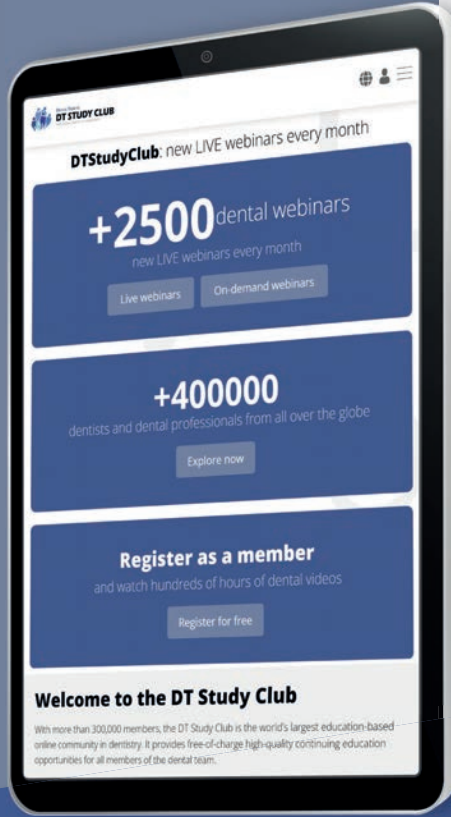 DT STUDY CLUB
DTStudyClub: new LIVE webinars every month
+2500 dental webinars
new LIVE webinars every month
Live webinars On-demand webinars
+400000
dentists and dental professionals from all over the globe
Explore now
Register as a member
and watch hundreds of hours of dental videos
Register for free
Welcome to the DT Study Club
With more than 300,000 members, the DT Study Club is the world's largest education-based
online community in dentistry. It provides free-of-charge high-quality continuing education
opportunities for all members of the dental team.